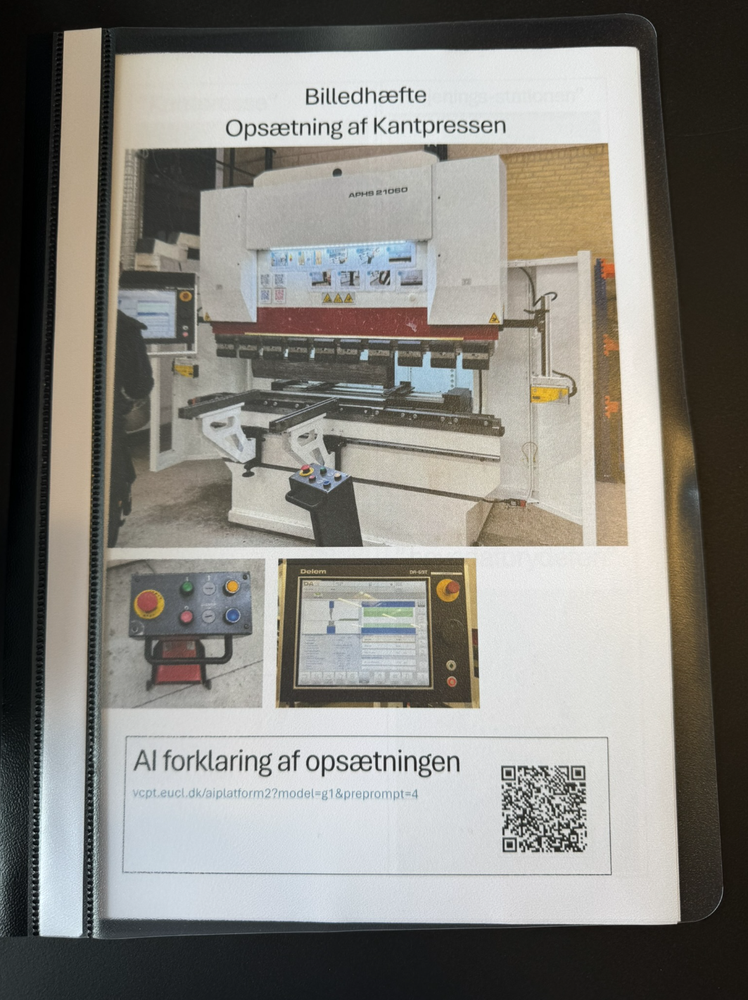 Billedhæfte
Opsætning af Kantpressen
APHS 21060
Delem
DA-69T
DA
AI forklaring af opsætningen
vcpt.eucl.dk/aiplatform2?model=g1&preprompt=4